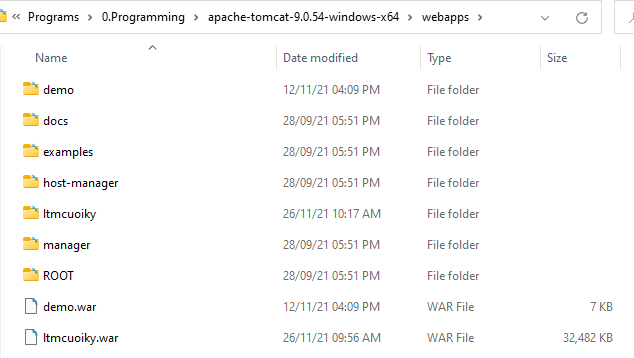 « Programs > 0.Programming > apache-tomcat-9.0.54-windows-x64 > webapps >
Name Date modified Type Size
demo 12/11/21 04:09 PM File folder
docs 28/09/21 05:51 PM File folder
examples 28/09/21 05:51 PM File folder
host-manager 28/09/21 05:51 PM File folder
ltmcuoiky 26/11/21 10:17 AM File folder
manager 28/09/21 05:51 PM File folder
ROOT 28/09/21 05:51 PM File folder
demo.war 12/11/21 04:09 PM WAR File 7 KB
ltmcuoiky.war 26/11/21 09:56 AM WAR File 32,482 KB